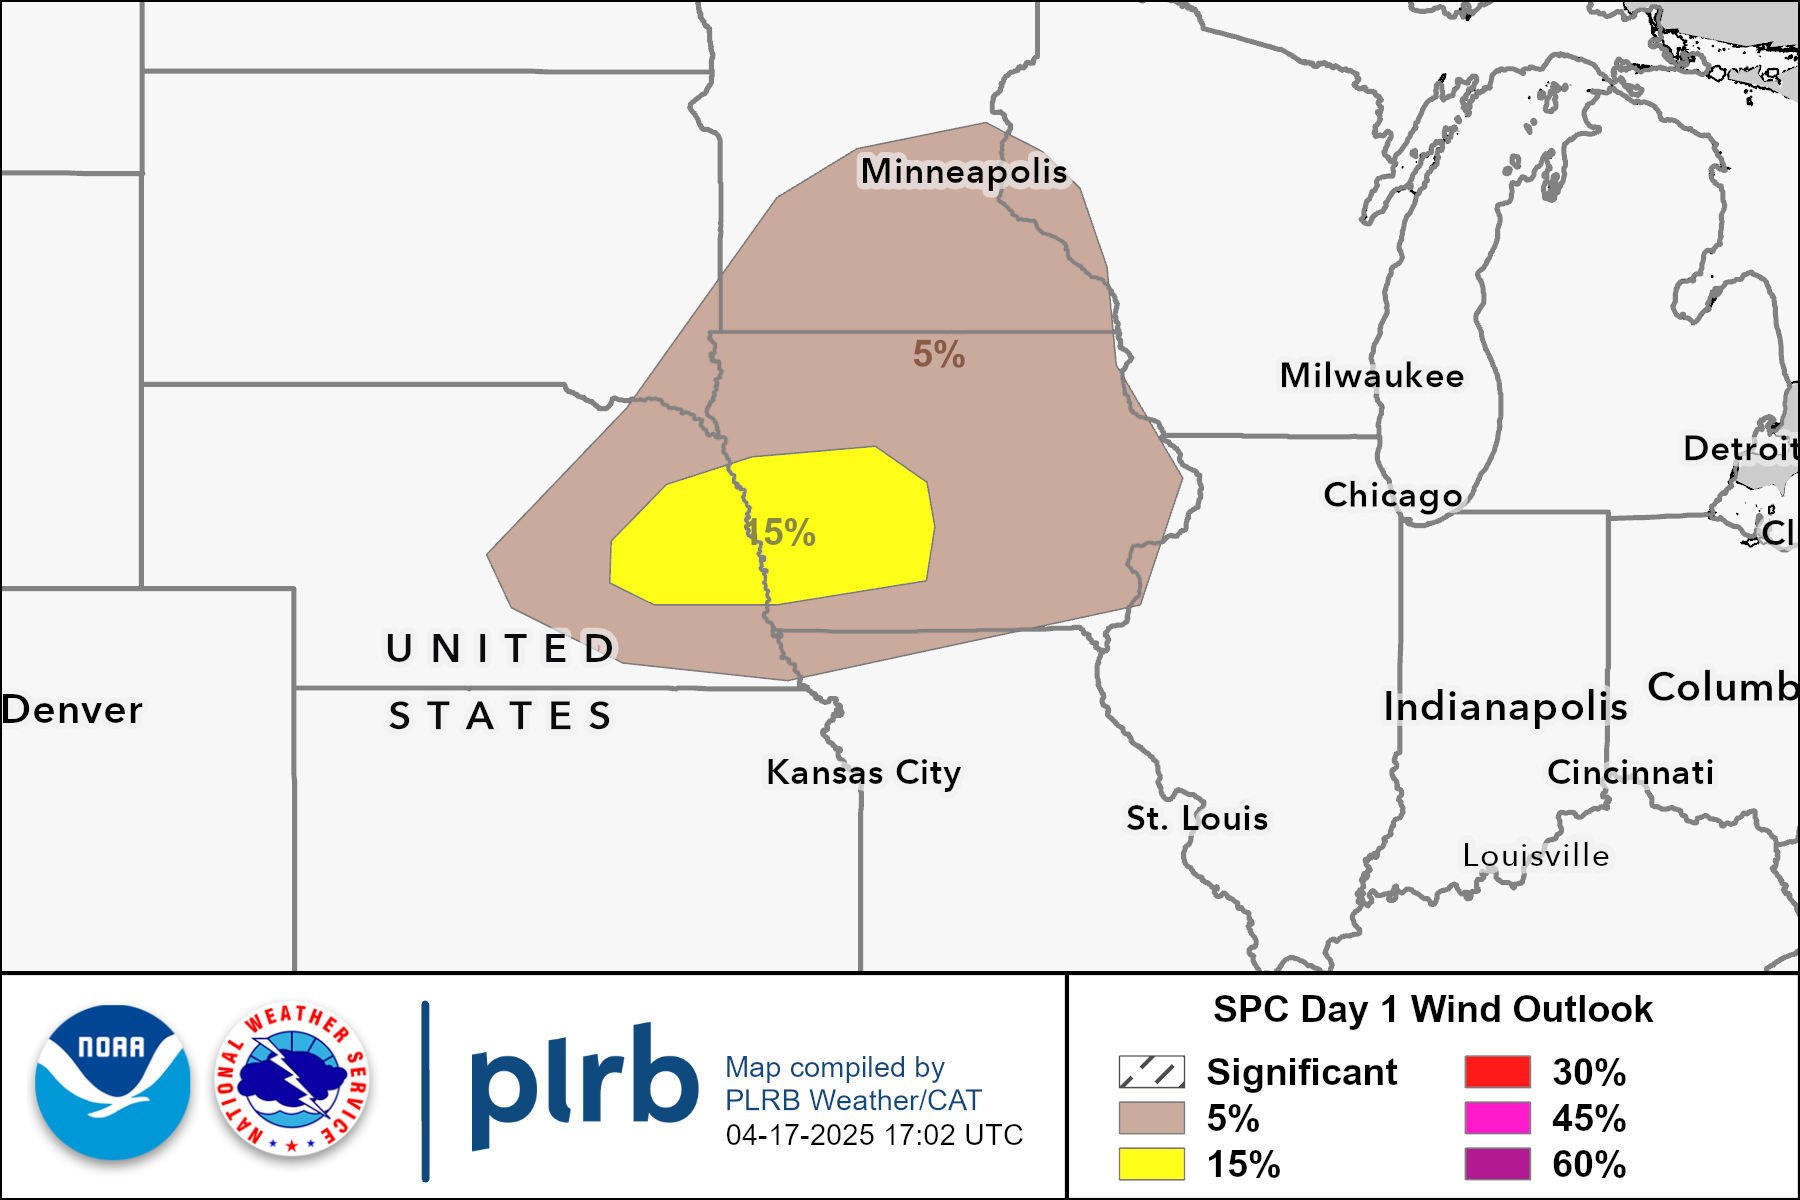 Minneapolis
5%
Milwaukee
Detroit
Chicago
15%
Cl
UNITED
STATES
Denver
Indianapolis
Columb
Kansas City
Cincinnati
St. Louis
Louisville
NOAA
NATIONAL WEATHER SERVICE
plrb
Map compiled by
PLRB Weather/CAT
04-17-2025 17:02 UTC
SPC Day 1 Wind Outlook
Significant
5%
15%
30%
45%
60%